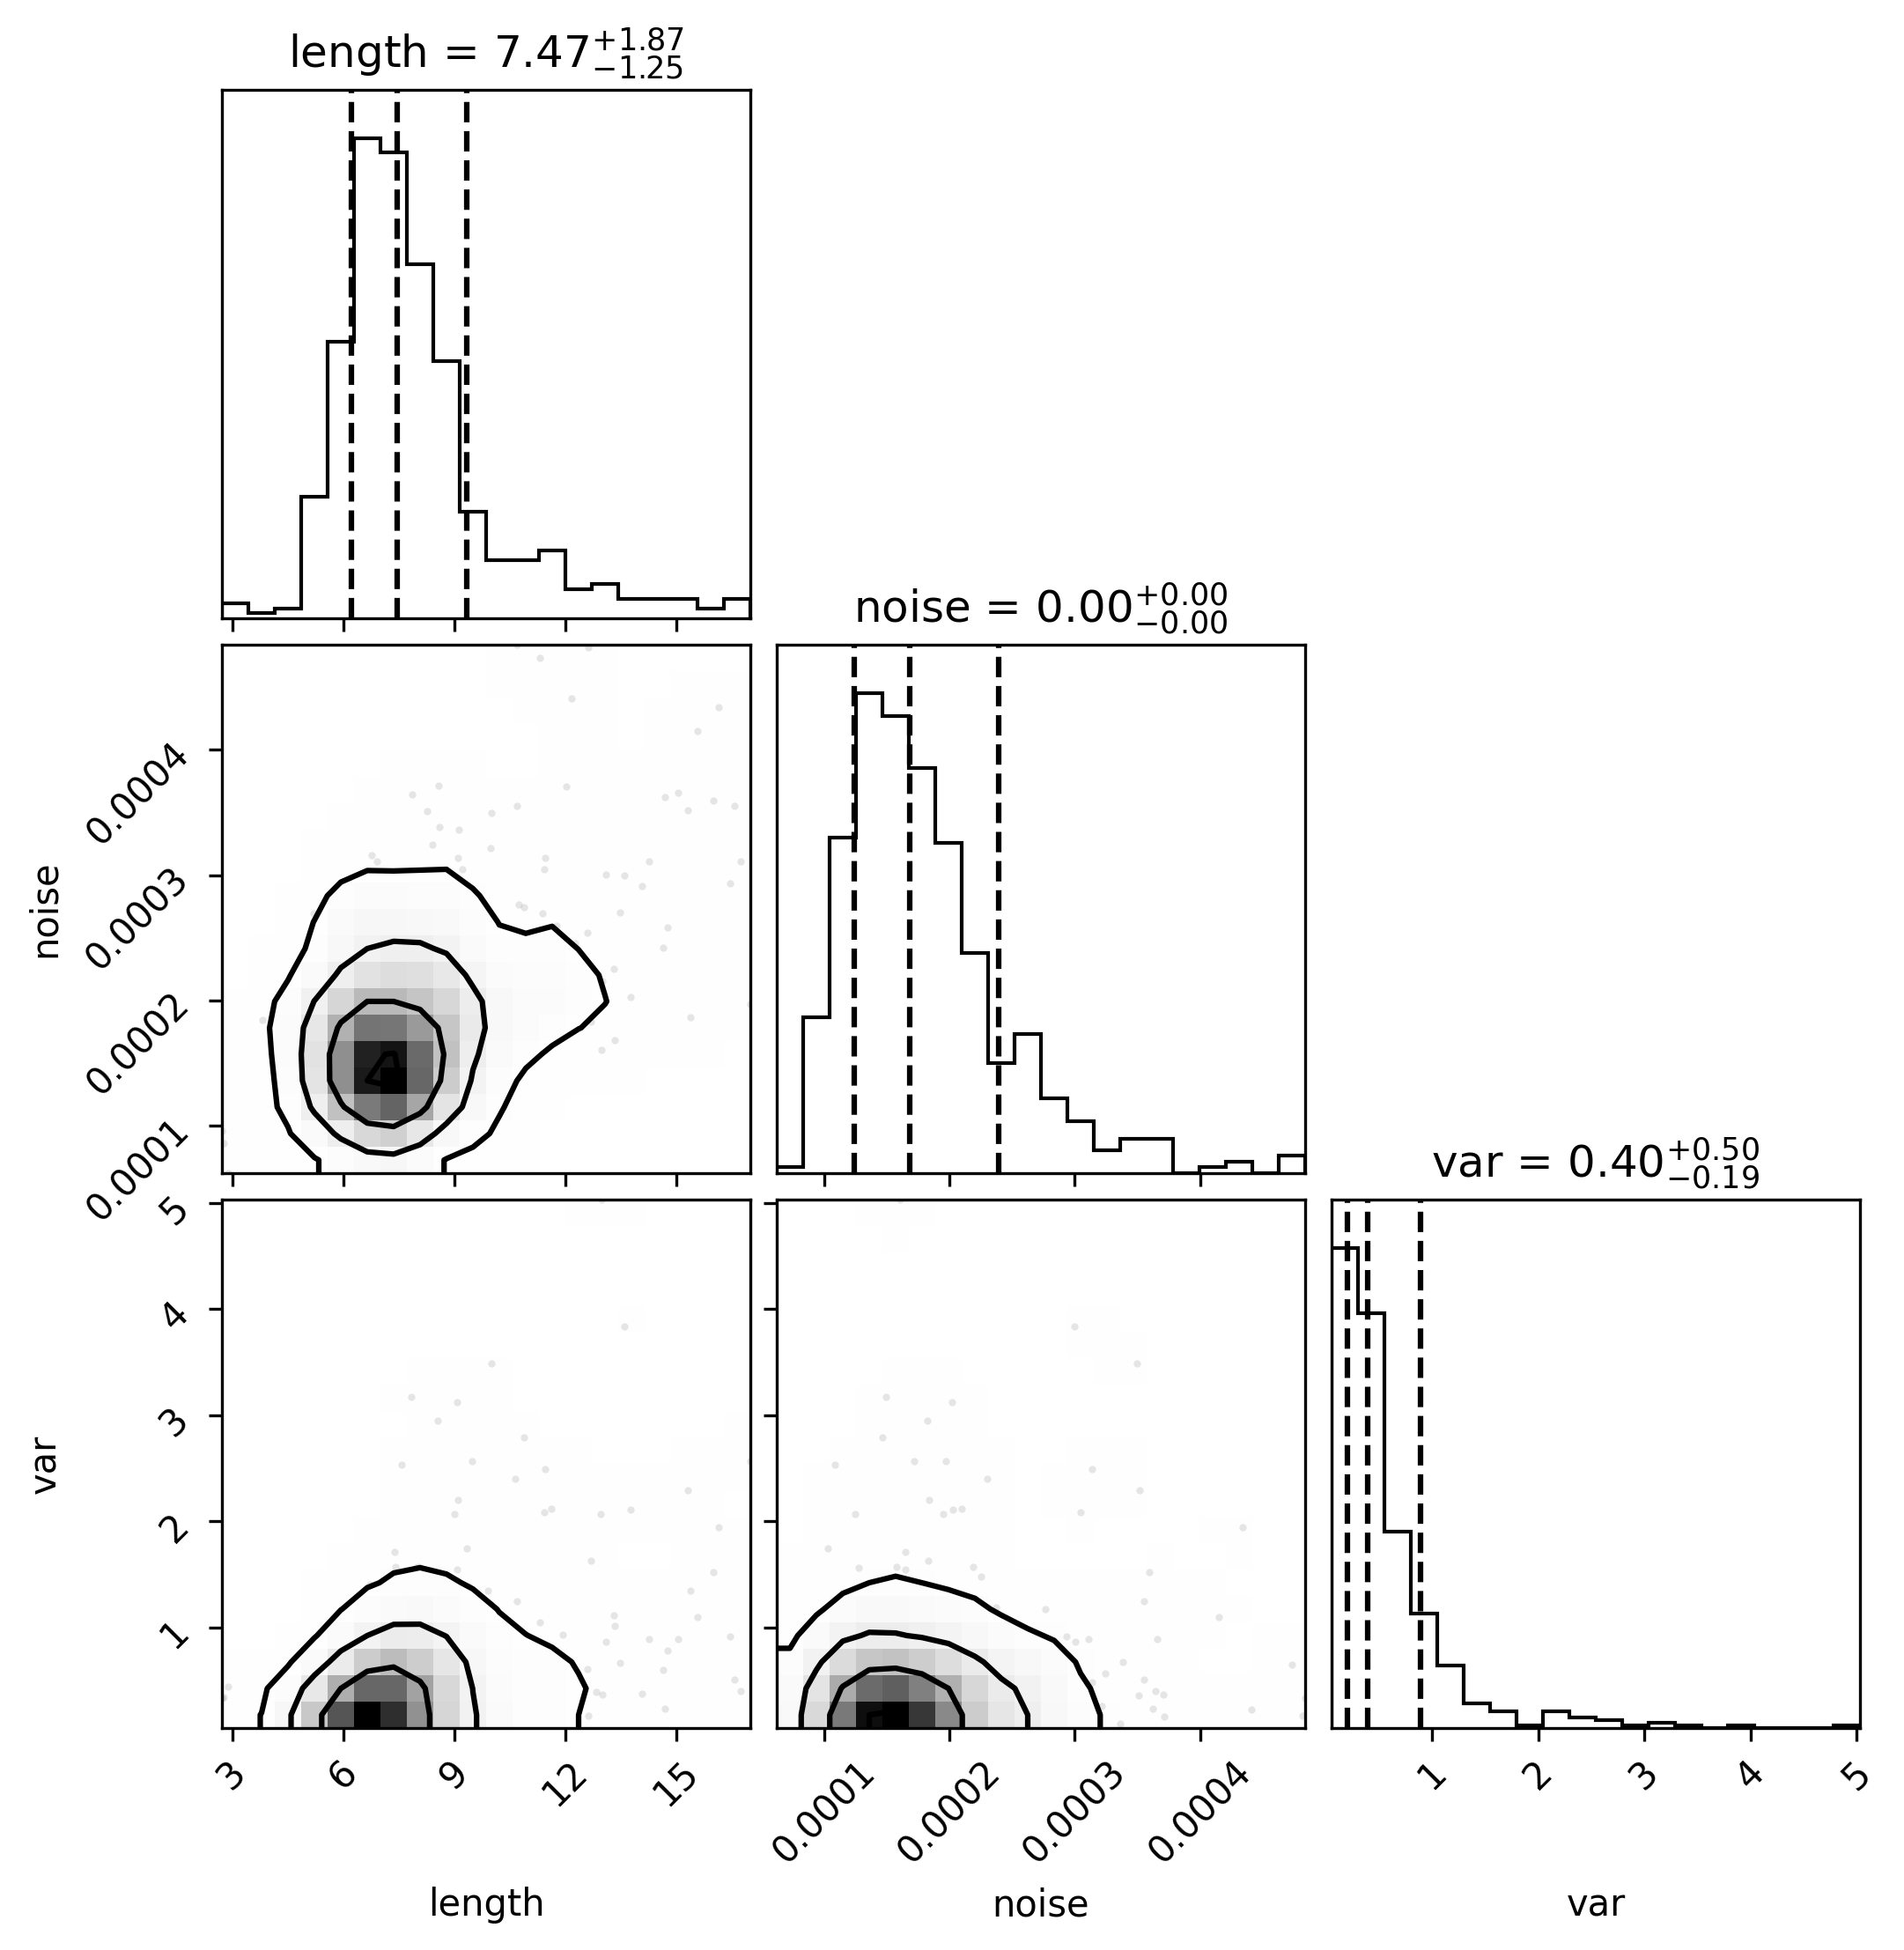 length = 7.47 +1.87 −1.25
noise = 0.00 +0.00 −0.00
0.0004
0.0003
0.0002
0.0001
noise
var = 0.40 +0.50 −0.19
5
4
3
2
1
var
3 6 9 12 15
0.0001 0.0002 0.0003 0.0004
1 2 3 4 5
length
noise
var